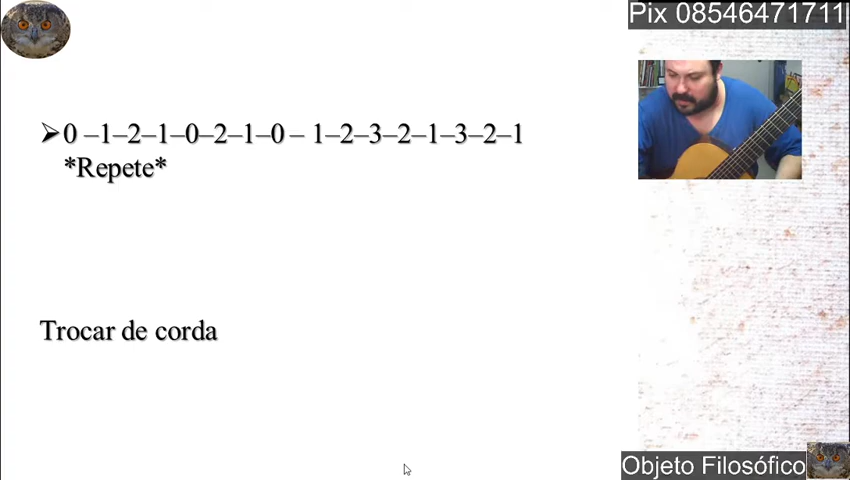 Pix 08546471711
➢0 –1–2–1–0–2–1–0 – 1–2–3–2–1–3–2–1
*Repete*
Trocar de corda
Objeto Filosófico